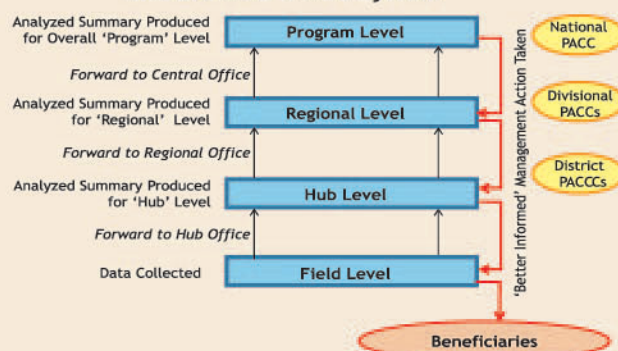 Analyzed Summary Produced
for Overall ‘Program’ Level
Program Level
National
PACC
Forward to Central Office
Analyzed Summary Produced
for ‘Regional’ Level
Regional Level
Divisional
PACCs
Forward to Regional Office
Analyzed Summary Produced
for ‘Hub’ Level
Hub Level
District
PACCCs
Forward to Hub Office
Data Collected
Field Level
‘Better Informed’ Management Action Taken
Beneficiaries